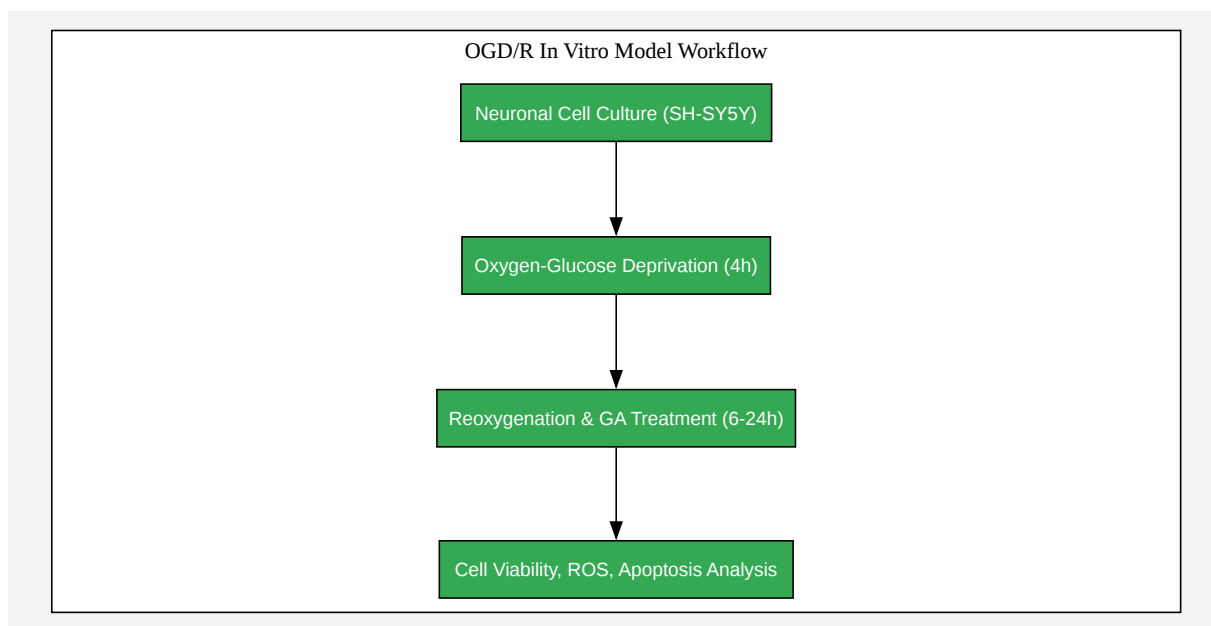 OGD/R In Vitro Model Workflow
Neuronal Cell Culture (SH-SY5Y)
Oxygen-Glucose Deprivation (4h)
Reoxygenation & GA Treatment (6-24h)
Cell Viability, ROS, Apoptosis Analysis